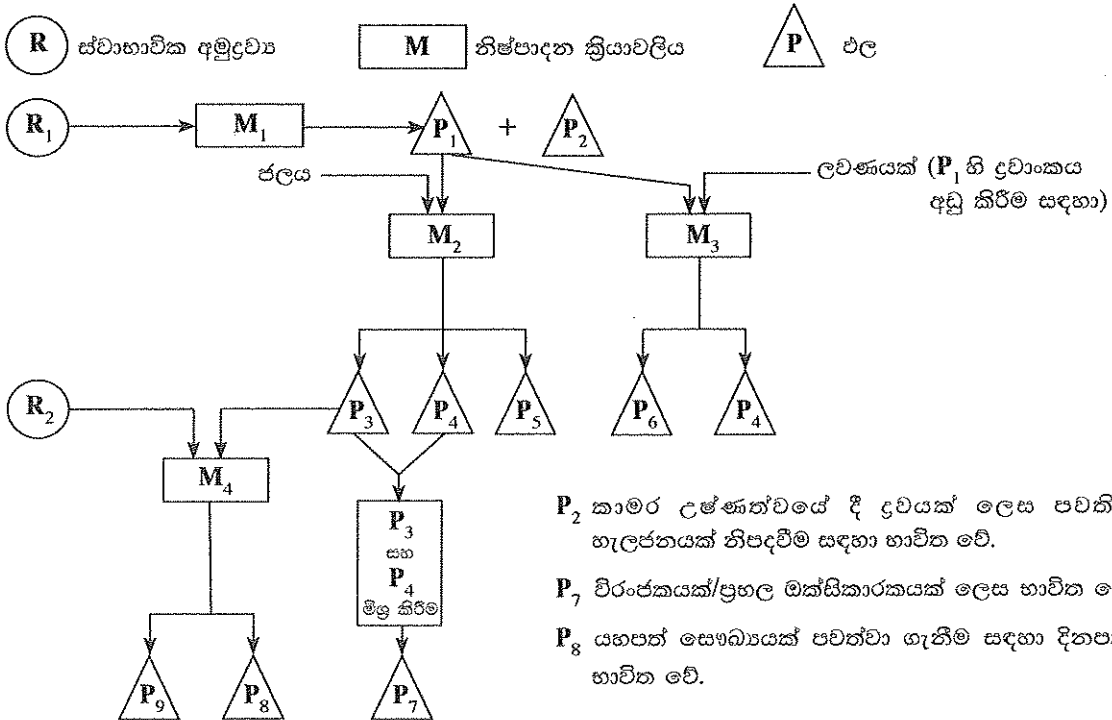 R ස්වාභාවික අමුද්‍රව්‍ය
M නිෂ්පාදන ක්‍රියාවලිය
P ඵල
R₁
M₁
P₁ + P₂
ජලය
ලවණයක් (P₁ හි ද්‍රවාංකය
අඩු කිරීම සඳහා)
M₂
M₃
R₂
P₃
P₄
P₅
P₆
P₄
M₄
P₃
සහ
P₄
මිශ්‍ර කිරීම
P₉
P₈
P₇
P₂ කාමර උෂ්ණත්වයේ දී ද්‍රවයක් ලෙස පවති
හැලජනයක් නිපදවීම සඳහා භාවිත වේ.
P₇ විරංජකයක්/ප්‍රභල ඔක්සිකාරකයක් ලෙස භාවිත
P₈ යහපත් සෞඛ්‍යයක් පවත්වා ගැනීම සඳහා
භාවිත වේ.